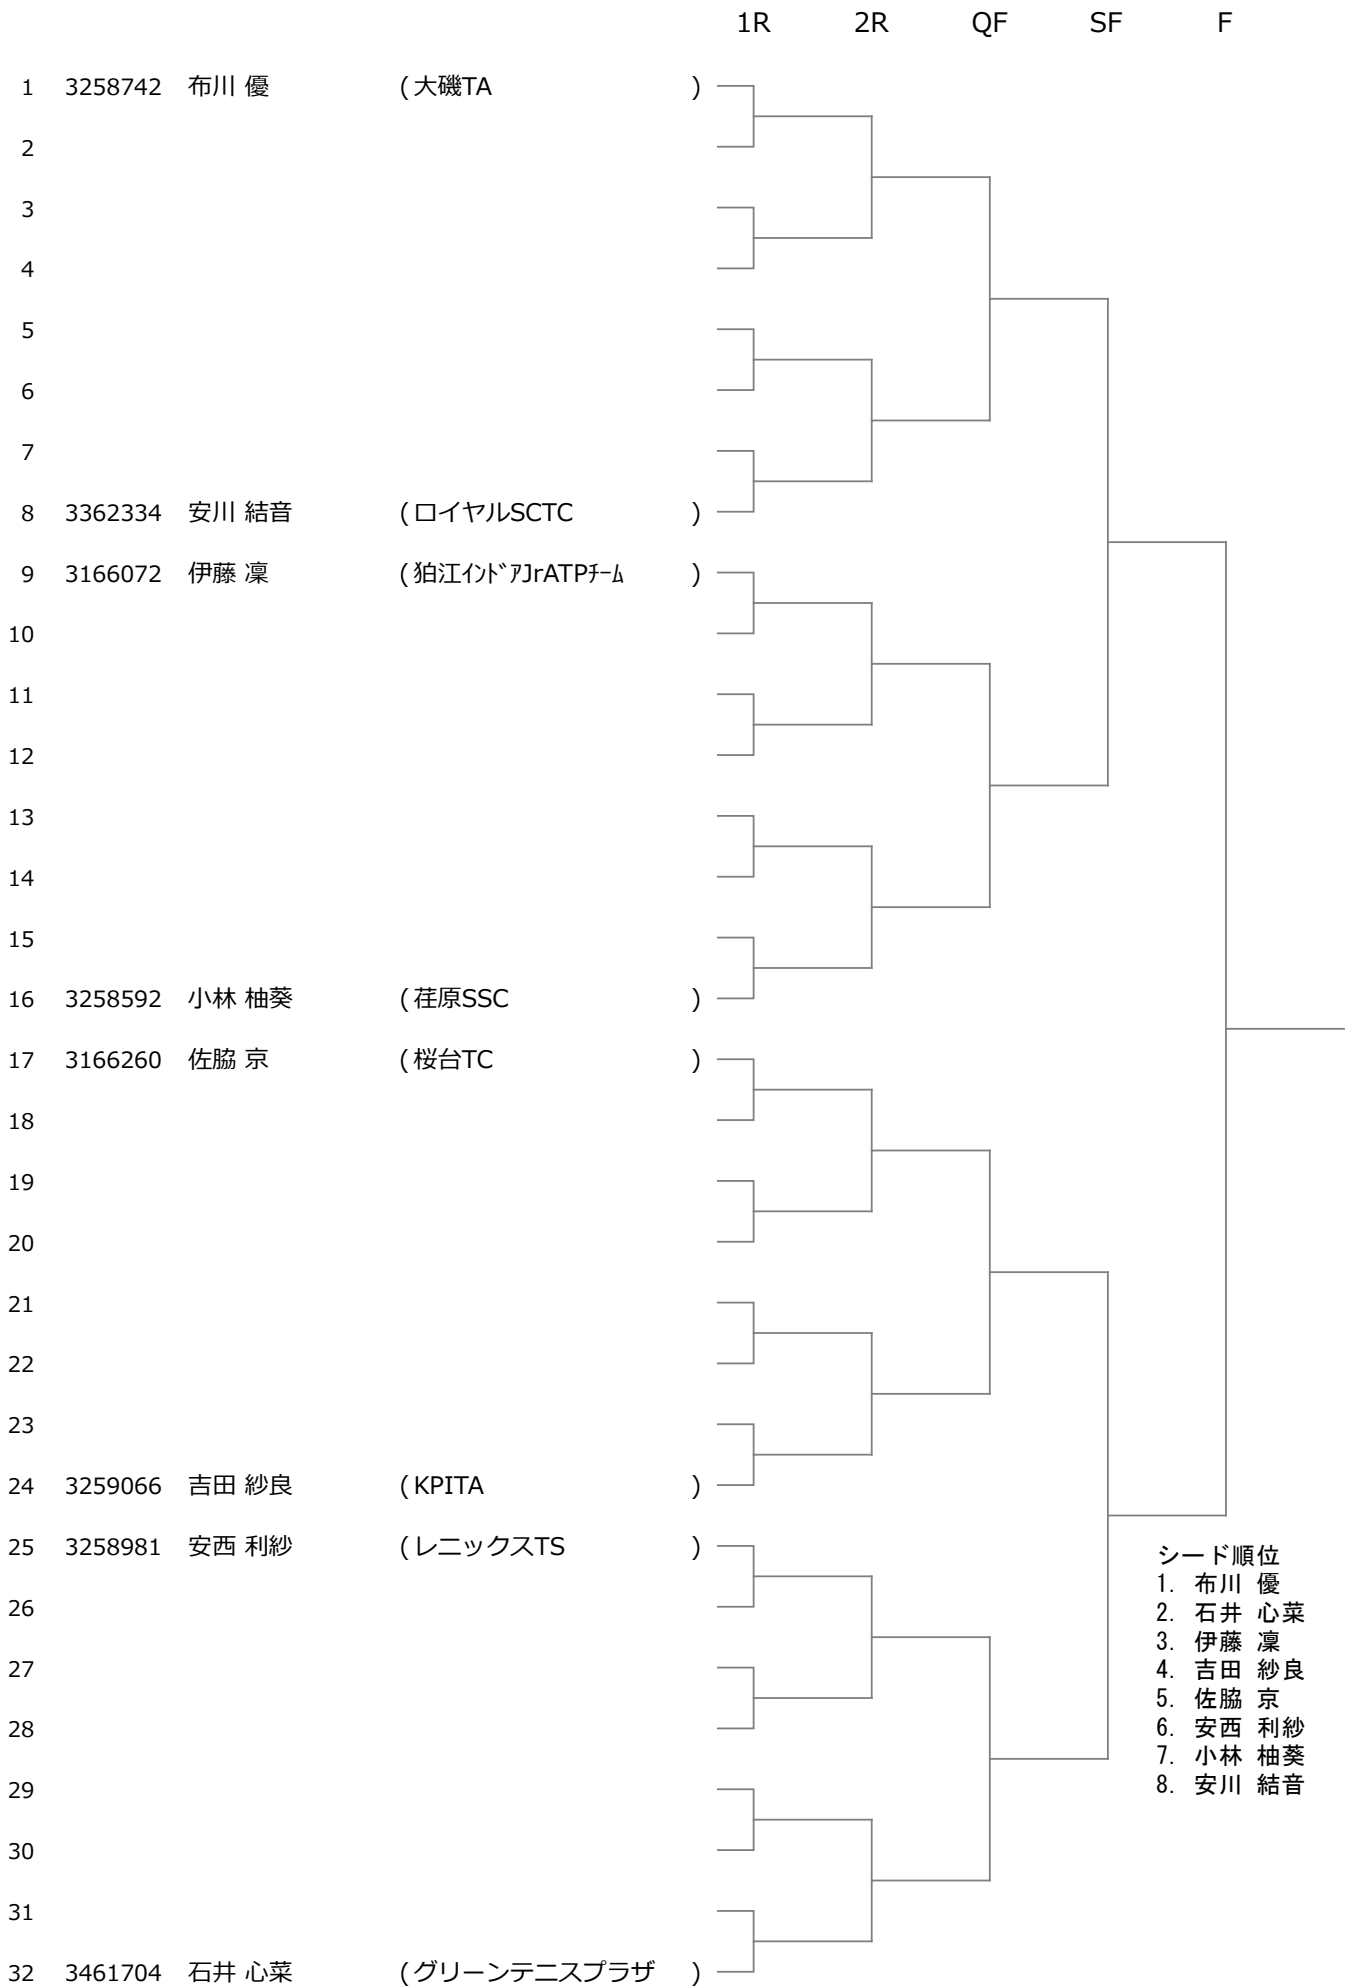 1R 2R QF SF F
1 3258742 布川 優 (大磯TA )
2
3
4
5
6
7
8 3362334 安川 結音 (ロイヤルSCTC )
9 3166072 伊藤 凜 (狛江ｲﾝﾄﾞｱJrATPﾁｰﾑ )
10
11
12
13
14
15
16 3258592 小林 柚葵 (荏原SSC )
17 3166260 佐脇 京 (桜台TC )
18
19
20
21
22
23
24 3259066 吉田 紗良 (KPITA )
25 3258981 安西 利紗 (レニックスTS )
26
27
28
29
30
31
32 3461704 石井 心菜 (グリーンテニスプラザ )
シード順位
1. 布川 優
2. 石井 心菜
3. 伊藤 凜
4. 吉田 紗良
5. 佐脇 京
6. 安西 利紗
7. 小林 柚葵
8. 安川 結音